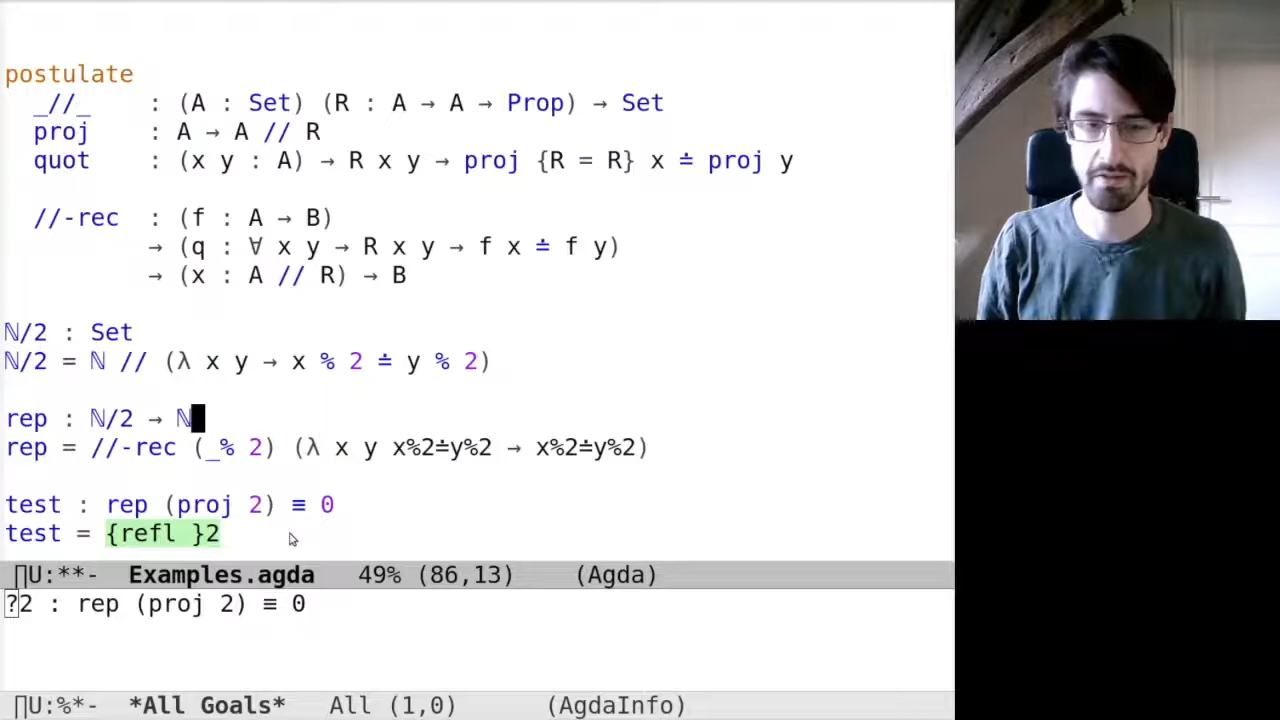 postulate
_//_ : (A : Set) (R : A → A → Prop) → Set
proj : A → A // R
quot : (x y : A) → R x y → proj {R = R} x ≐ proj y
//-rec : (f : A → B)
→ (q : ∀ x y → R x y → f x ≐ f y)
→ (x : A // R) → B
ℕ/2 : Set
ℕ/2 = ℕ // (λ x y → x % 2 ≐ y % 2)
rep : ℕ/2 → ℕ
rep = //-rec (_% 2) (λ x y x%2≐y%2 → x%2≐y%2)
test : rep (proj 2) ≡ 0
test = {refl }2
∏U:**- Examples.agda 49% (86,13) (Agda)
?2 : rep (proj 2) ≡ 0
∏U:%*- *All Goals* All (1,0) (AgdaInfo)